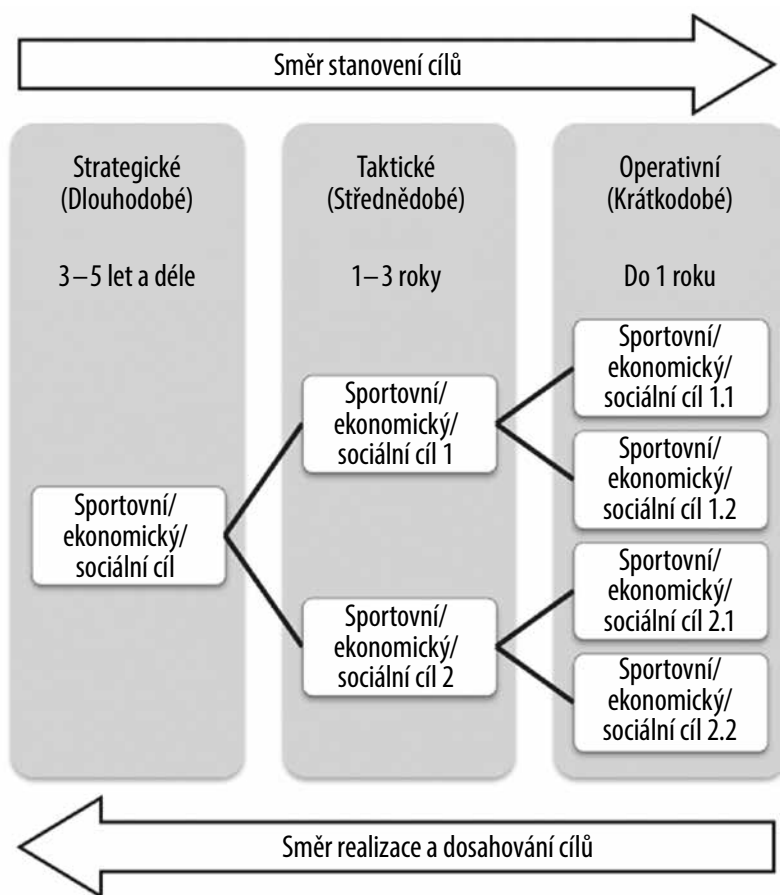 Směr stanovení cílů
Strategické
(Dlouhodobé)
3–5 let a déle
Sportovní/
ekonomický/
sociální cíl
Taktické
(Střednědobé)
1–3 roky
Sportovní/
ekonomický/
sociální cíl 1
Sportovní/
ekonomický/
sociální cíl 2
Operativní
(Krátkodobé)
Do 1 roku
Sportovní/
ekonomický/
sociální cíl 1.1
Sportovní/
ekonomický/
sociální cíl 1.2
Sportovní/
ekonomický/
sociální cíl 2.1
Sportovní/
ekonomický/
sociální cíl 2.2
Směr realizace a dosahování cílů